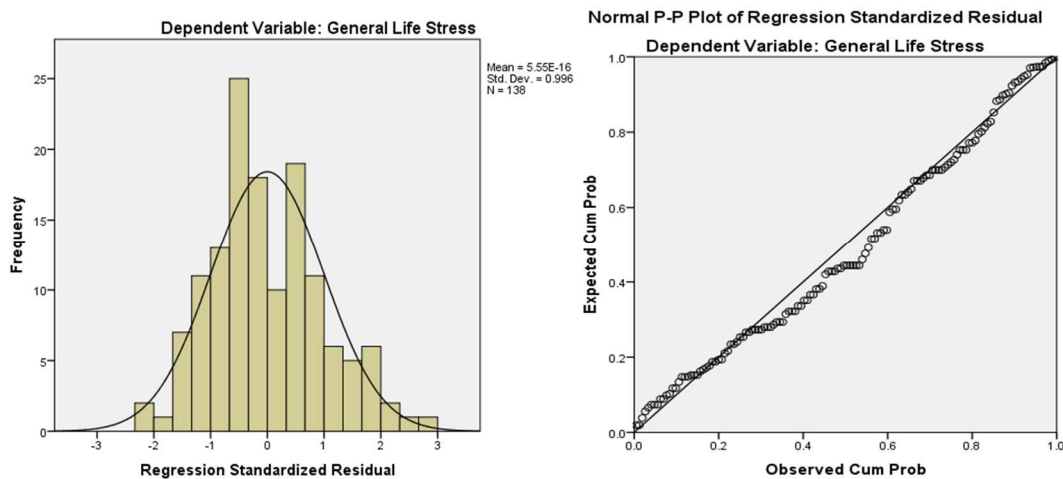 Dependent Variable: General Life Stress
Mean = 5.55E-16
Std. Dev. = 0.996
N = 138
Frequency
25
20
15
10
5
0
-3 -2 -1 0 1 2 3
Regression Standardized Residual
Normal P-P Plot of Regression Standardized Residual
Dependent Variable: General Life Stress
Expected Cum Prob
1.0
0.8
0.6
0.4
0.2
0.0
0.0 0.2 0.4 0.6 0.8 1.0
Observed Cum Prob